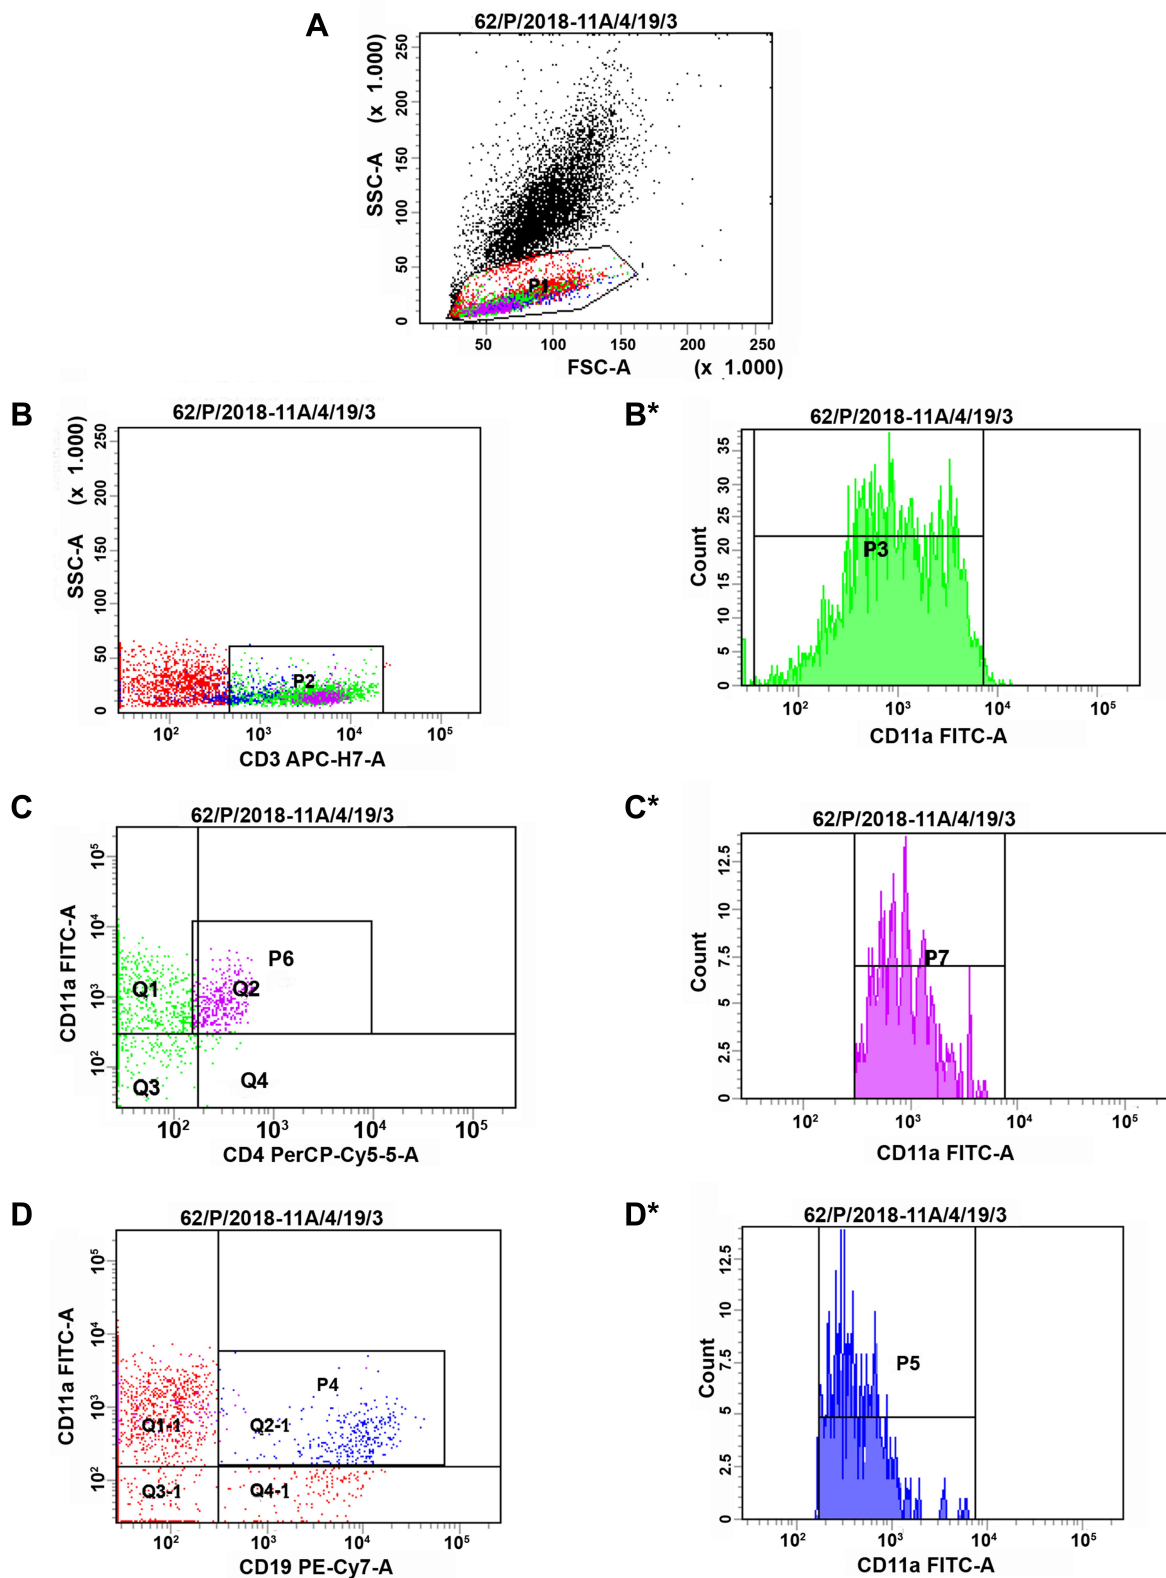 A
62/P/2018-11A/4/19/3
SSC-A (x 1.000)
250
200
150
100
50
0
P1
50 100 150 200 250
FSC-A (x 1.000)
B
62/P/2018-11A/4/19/3
SSC-A (x 1.000)
250
200
150
100
50
0
P2
10² 10³ 10⁴ 10⁵
CD3 APC-H7-A
B*
62/P/2018-11A/4/19/3
Count
35
30
25
20
15
10
5
0
P3
10² 10³ 10⁴ 10⁵
CD11a FITC-A
C
62/P/2018-11A/4/19/3
CD11a FITC-A
10⁵
10⁴
10³
10²
P6
Q1 Q2
Q3 Q4
10² 10³ 10⁴ 10⁵
CD4 PerCP-Cy5-5-A
C*
62/P/2018-11A/4/19/3
Count
12.5
10
7.5
5
2.5
0
P7
10² 10³ 10⁴ 10⁵
CD11a FITC-A
D
62/P/2018-11A/4/19/3
CD11a FITC-A
10⁵
10⁴
10³
10²
P4
Q1-1 Q2-1
Q3-1 Q4-1
10² 10³ 10⁴ 10⁵
CD19 PE-Cy7-A
D*
62/P/2018-11A/4/19/3
Count
12.5
10
7.5
5
2.5
0
P5
10² 10³ 10⁴ 10⁵
CD11a FITC-A